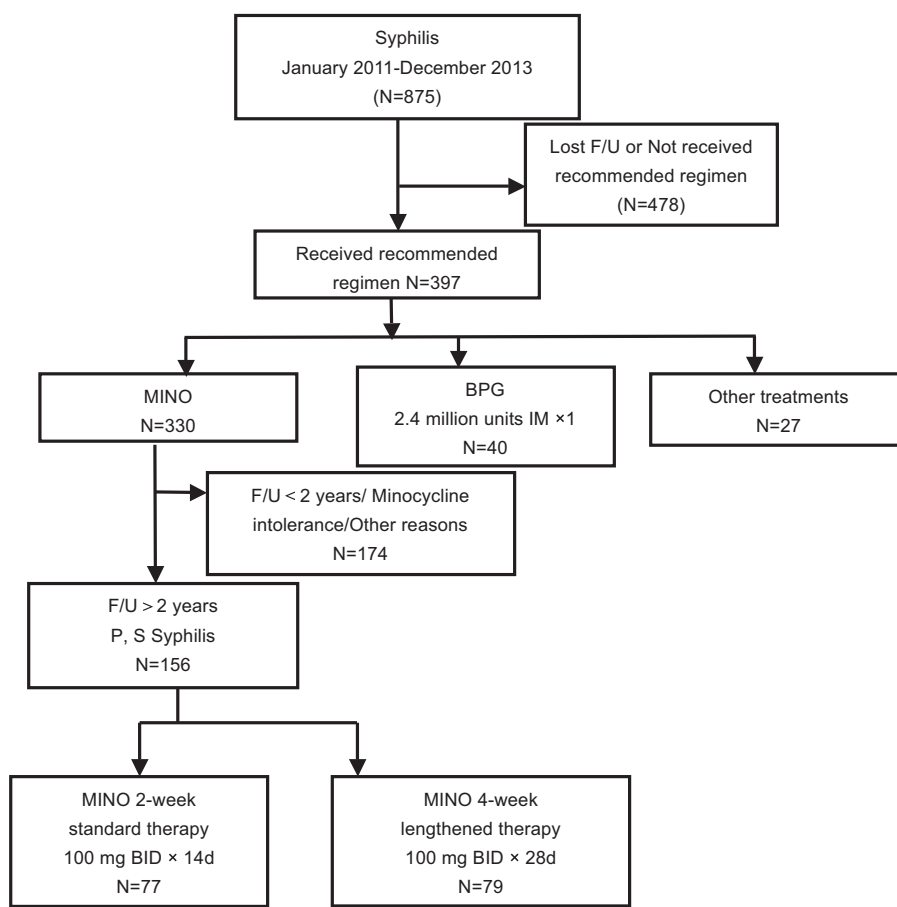 Syphilis
January 2011-December 2013
(N=875)
Lost F/U or Not received
recommended regimen
(N=478)
Received recommended
regimen N=397
MINO
N=330
BPG
2.4 million units IM ×1
N=40
Other treatments
N=27
F/U < 2 years/ Minocycline
intolerance/Other reasons
N=174
F/U > 2 years
P, S Syphilis
N=156
MINO 2-week
standard therapy
100 mg BID × 14d
N=77
MINO 4-week
lengthened therapy
100 mg BID × 28d
N=79